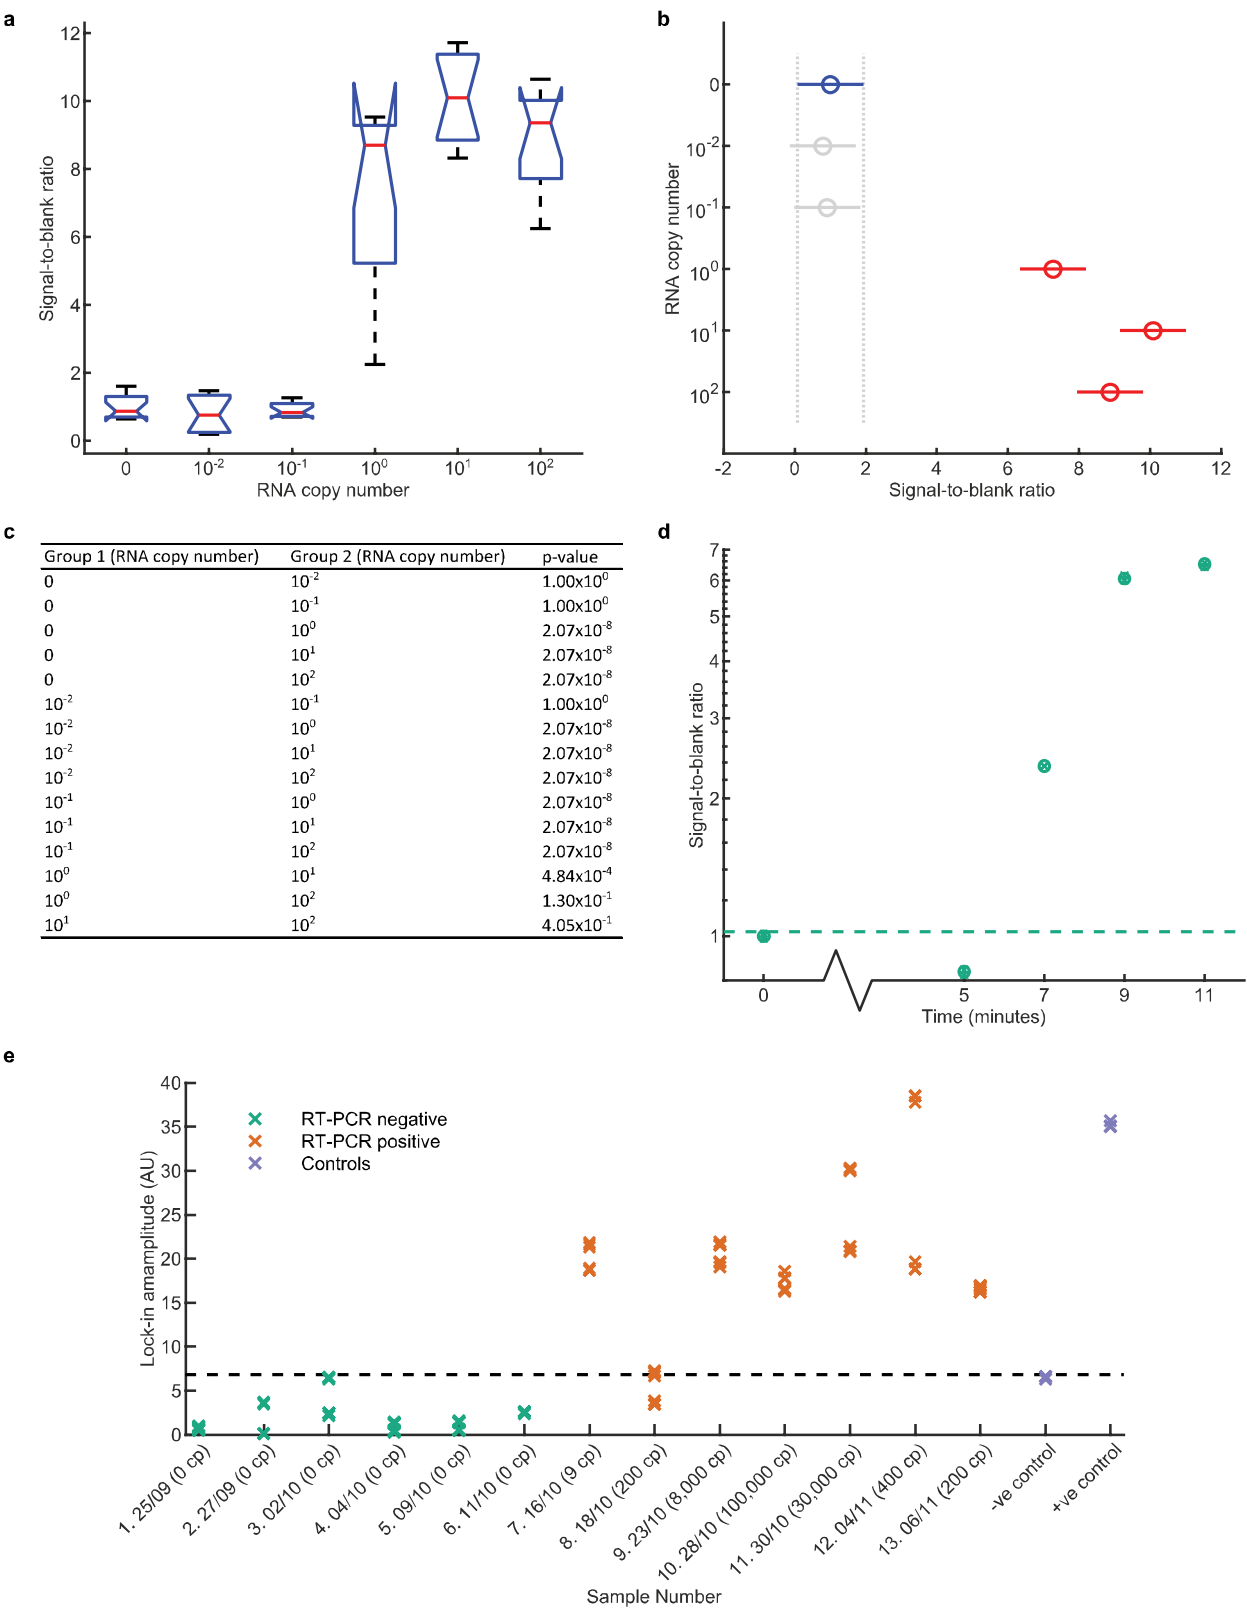 a
12
10
8
6
4
2
0
Signal-to-blank ratio
0 10⁻² 10⁻¹ 10⁰ 10¹ 10²
RNA copy number
b
0
10⁻²
10⁻¹
10⁰
10¹
10²
RNA copy number
-2 0 2 4 6 8 10 12
Signal-to-blank ratio
c
Group 1 (RNA copy number) Group 2 (RNA copy number) p-value
0 10⁻² 1.00x10⁰
0 10⁻¹ 1.00x10⁰
0 10⁰ 2.07x10⁻⁸
0 10¹ 2.07x10⁻⁸
0 10² 2.07x10⁻⁸
10⁻² 10⁻¹ 1.00x10⁰
10⁻² 10⁰ 2.07x10⁻⁸
10⁻² 10¹ 2.07x10⁻⁸
10⁻² 10² 2.07x10⁻⁸
10⁻¹ 10⁰ 2.07x10⁻⁸
10⁻¹ 10¹ 2.07x10⁻⁸
10⁻¹ 10² 2.07x10⁻⁸
10⁰ 10¹ 4.84x10⁻⁴
10⁰ 10² 1.30x10⁻¹
10¹ 10² 4.05x10⁻¹
d
7
6
5
4
3
2
1
Signal-to-blank ratio
0 5 7 9 11
Time (minutes)
e
40
35
30
25
20
15
10
5
0
Lock-in amamplitude (AU)
RT-PCR negative
RT-PCR positive
Controls
1. 25/09 (0 cp)
2. 27/09 (0 cp)
3. 02/10 (0 cp)
4. 04/10 (0 cp)
5. 09/10 (0 cp)
6. 11/10 (0 cp)
7. 16/10 (9 cp)
8. 18/10 (200 cp)
9. 23/10 (8,000 cp)
10. 28/10 (100,000 cp)
11. 30/10 (30,000 cp)
12. 04/11 (400 cp)
13. 06/11 (200 cp)
-ve control
+ve control
Sample Number